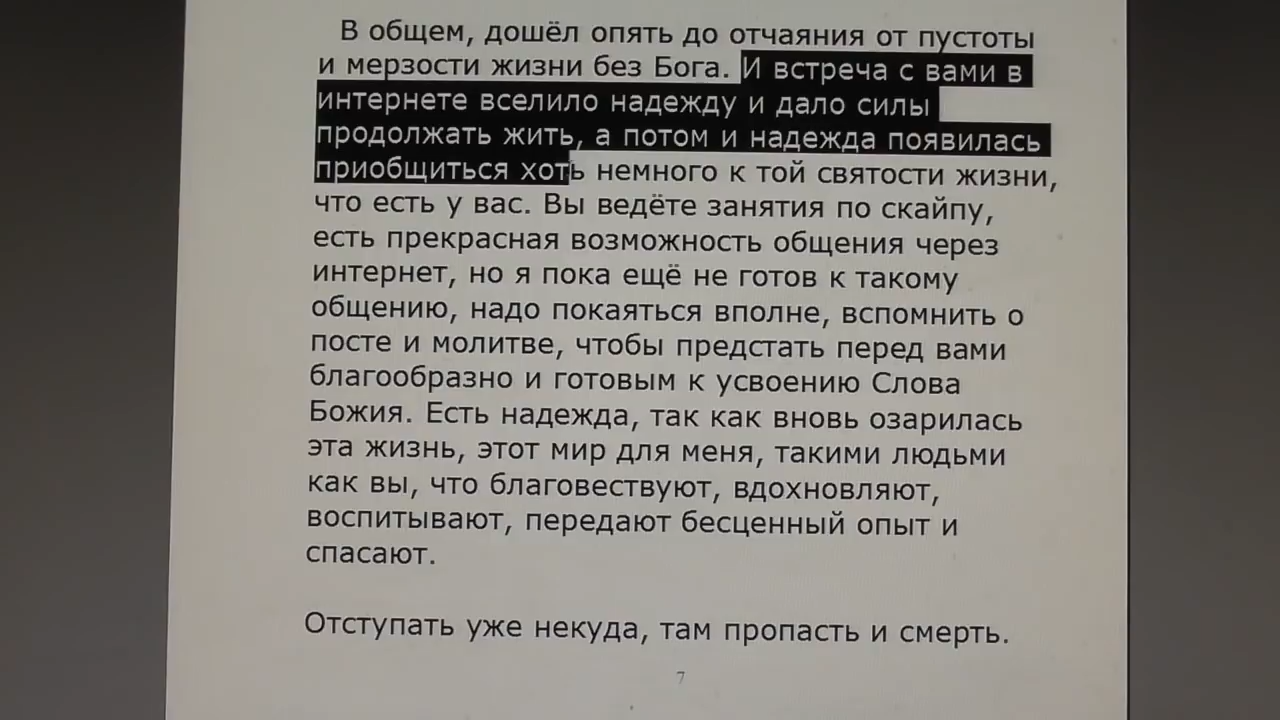 В общем, дошёл опять до отчаяния от пустоты
и мерзости жизни без Бога. И встреча с вами в
интернете вселило надежду и дало силы
продолжать жить, а потом и надежда появилась
приобщиться хоть немного к той святости жизни,
что есть у вас. Вы ведёте занятия по скайпу,
есть прекрасная возможность общения через
интернет, но я пока ещё не готов к такому
общению, надо покаяться вполне, вспомнить о
посте и молитве, чтобы предстать перед вами
благообразно и готовым к усвоению Слова
Божия. Есть надежда, так как вновь озарилась
эта жизнь, этот мир для меня, такими людьми
как вы, что благовествуют, вдохновляют,
воспитывают, передают бесценный опыт и
спасают.
Отступать уже некуда, там пропасть и смерть.
7